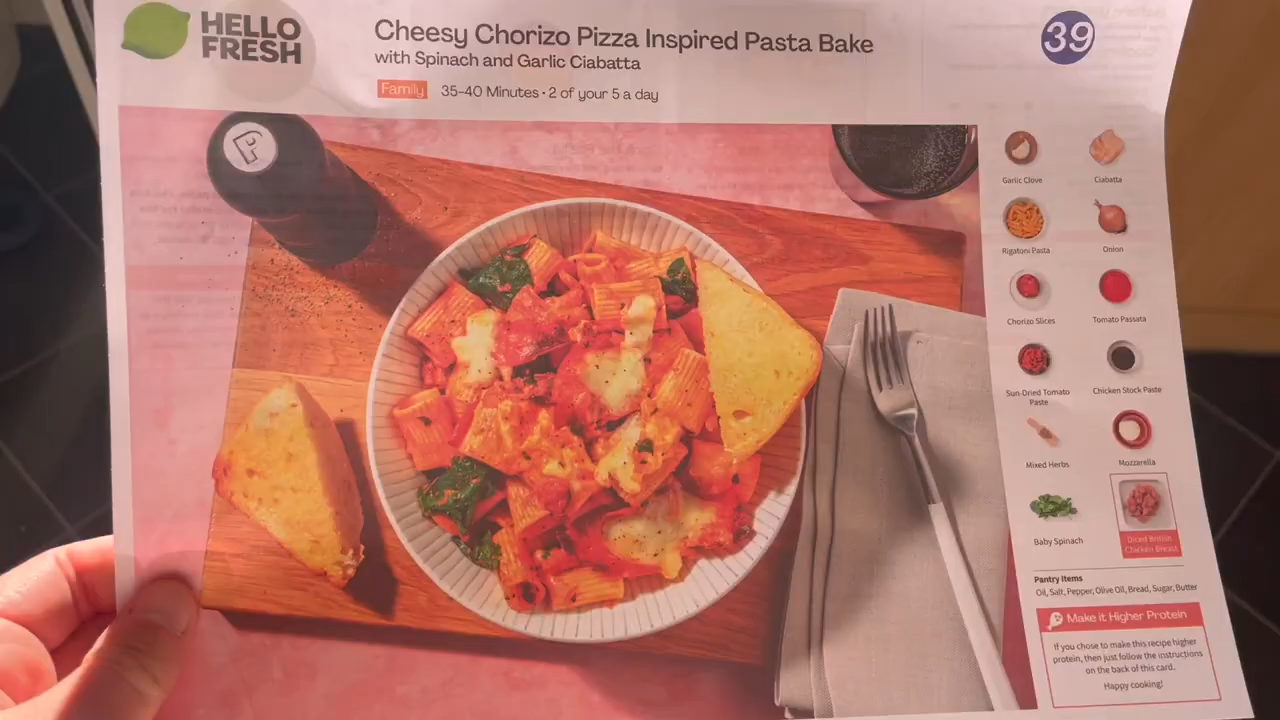 HELLO
FRESH
Cheesy Chorizo Pizza Inspired Pasta Bake
with Spinach and Garlic Ciabatta
Family 35-40 Minutes • 2 of your 5 a day
39
Garlic Clove
Ciabatta
Rigatoni Pasta
Onion
Chorizo Slices
Tomato Passata
Sun-Dried Tomato
Paste
Chicken Stock Paste
Mixed Herbs
Mozzarella
Baby Spinach
Diced British
Chicken Breast
Pantry Items
Oil, Salt, Pepper, Olive Oil, Bread, Sugar, Butter
Make it Higher Protein
If you chose to make this recipe higher
protein, then just follow the instructions
on the back of this card.
Happy cooking!